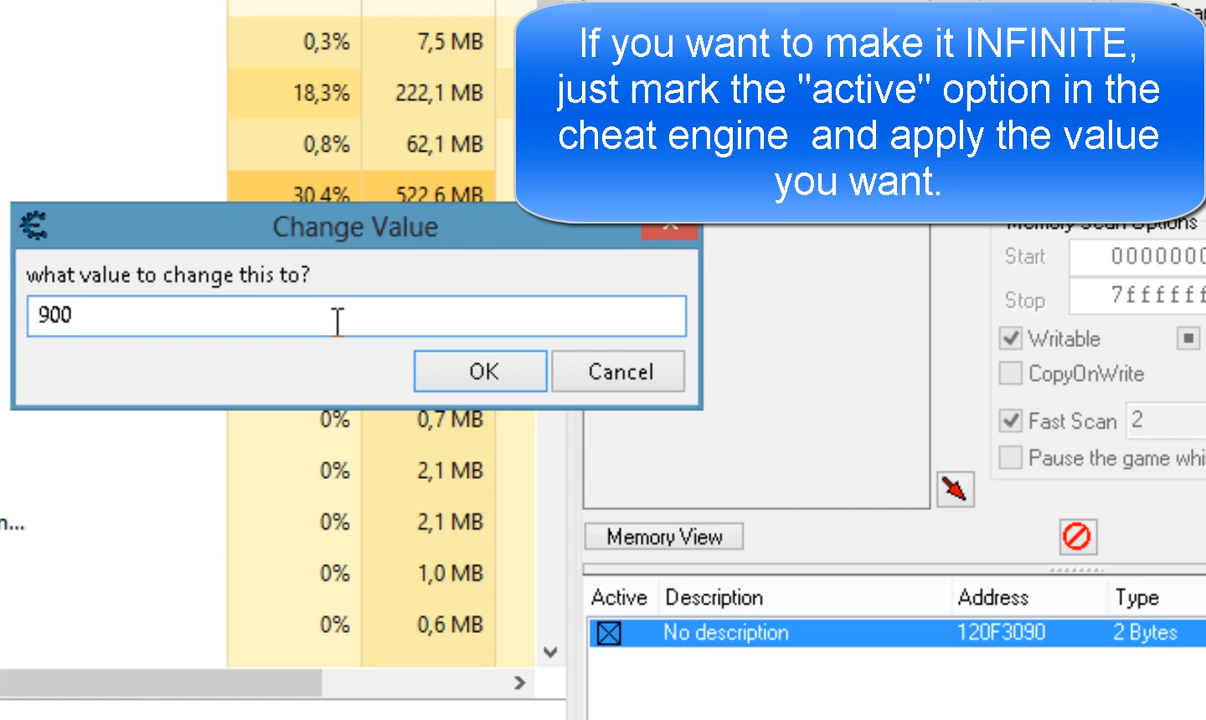 If you want to make it INFINITE,
just mark the "active" option in the
cheat engine  and apply the value
you want.
0,3% 7,5 MB
18,3% 222,1 MB
0,8% 62,1 MB
30,4% 522,6 MB
Change Value
what value to change this to?
900
OK Cancel
Memory Scan Options
Start
Stop
Writable
CopyOnWrite
Fast Scan 2
Pause the game
0% 0,7 MB
0% 2,1 MB
n... 0% 2,1 MB
0% 1,0 MB
0% 0,6 MB
Memory View
Active Description Address Type
No description 120F3090 2 Bytes